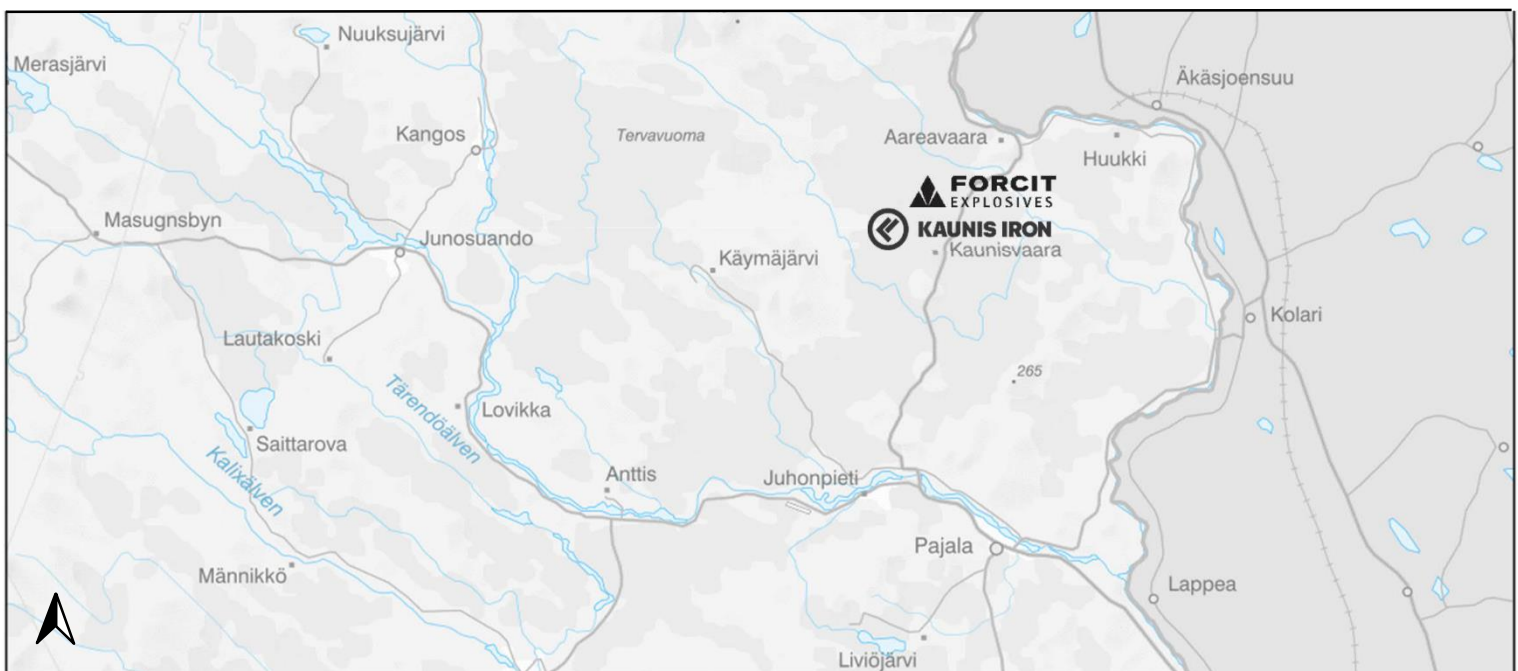 Nuuksujärvi
Merasjärvi
Äkäsjoensuu
Kangos
Tervavuoma
Aareavaara
Huukki
FORCIT
EXPLOSIVES
Masugnsbyn
KAUNIS IRON
Junosuando
Kaunisvaara
Käymäjärvi
Kolari
Lautakoski
265
Tärendöälven
Lovikka
Saittarova
Kalixälven
Anttis
Juhonpieti
Pajala
Männikkö
Lappea
Liviöjärvi